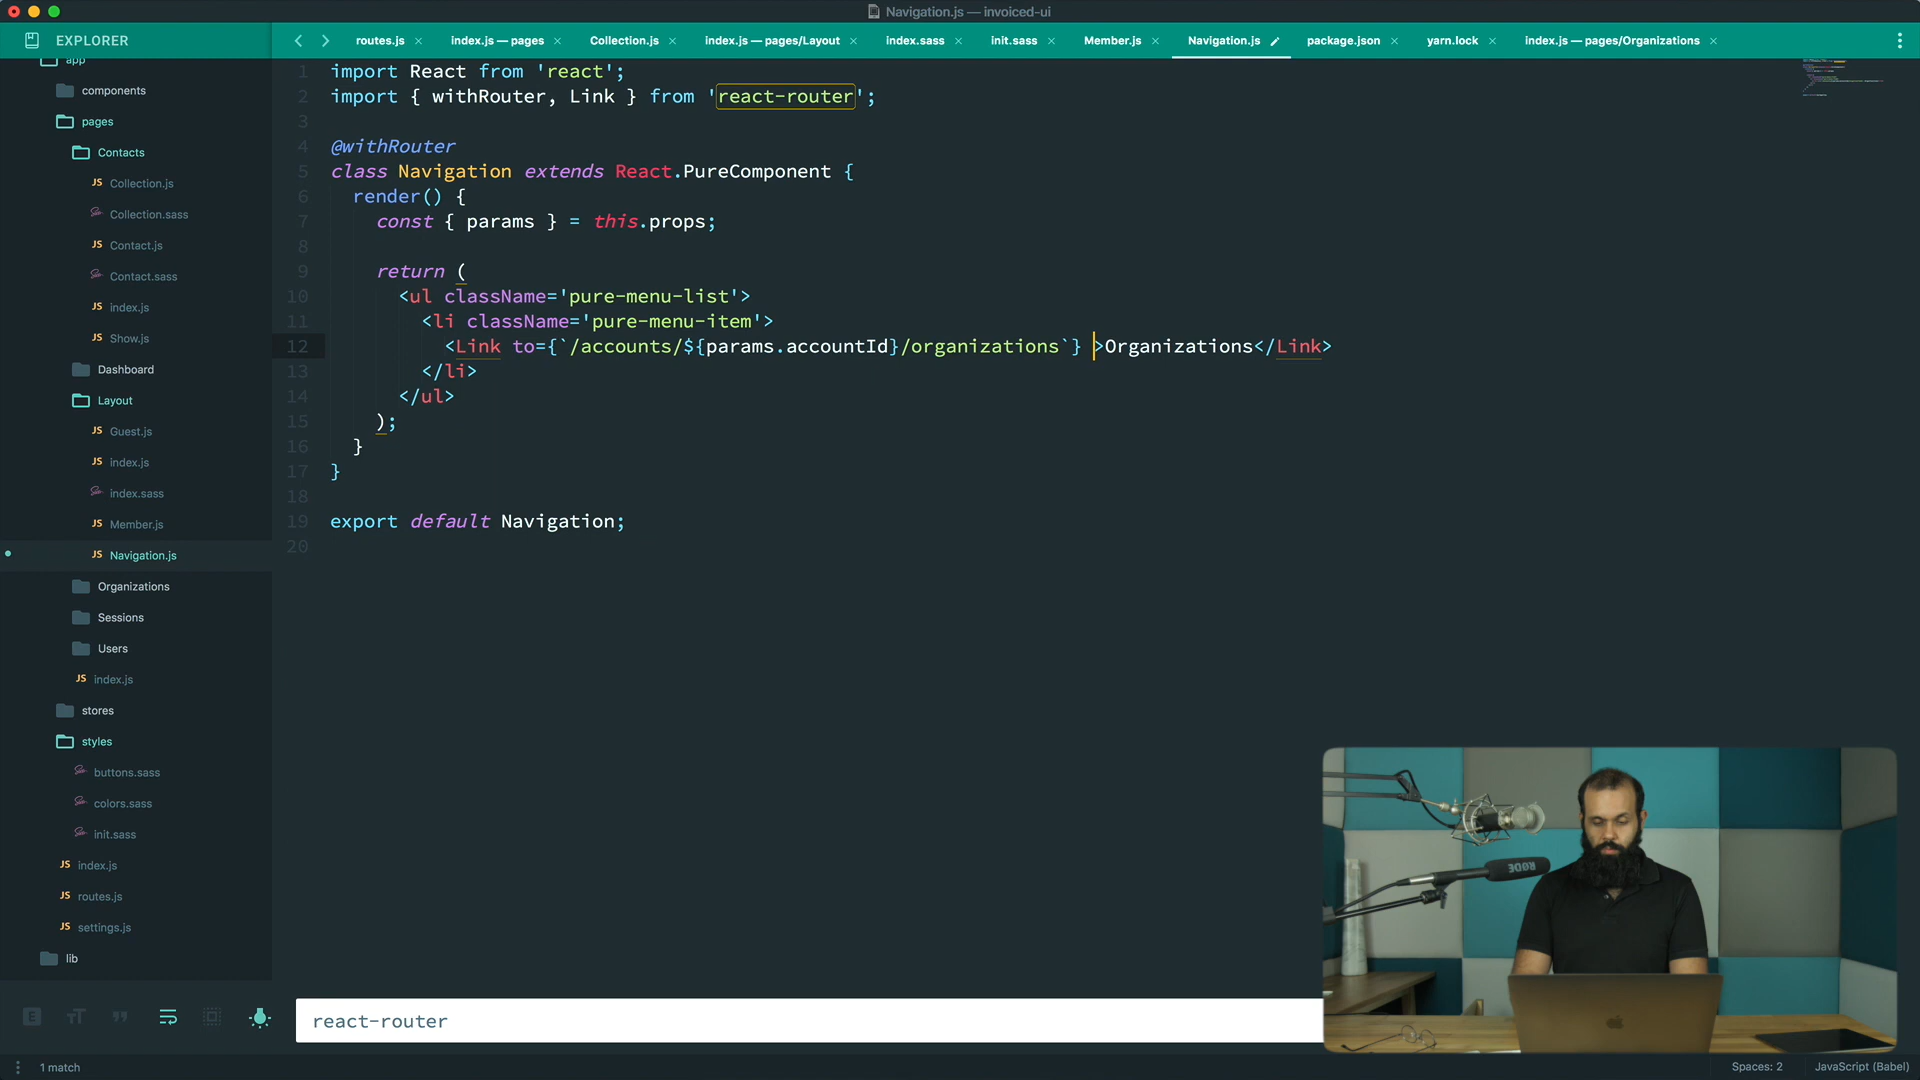 Navigation.js — invoiced-ui
EXPLORER
routes.js
index.js — pages
Collection.js
index.js — pages/Layout
index.sass
init.sass
Member.js
Navigation.js
package.json
yarn.lock
index.js — pages/Organizations
app
components
pages
Contacts
JS Collection.js
Collection.sass
JS Contact.js
Contact.sass
JS index.js
JS Show.js
Dashboard
Layout
JS Guest.js
JS index.js
index.sass
JS Member.js
JS Navigation.js
Organizations
Sessions
Users
JS index.js
stores
styles
buttons.sass
colors.sass
init.sass
JS index.js
JS routes.js
JS settings.js
lib
1 import React from 'react';
2 import { withRouter, Link } from 'react-router';
3
4 @withRouter
5 class Navigation extends React.PureComponent {
6 render() {
7 const { params } = this.props;
8
9 return (
10 <ul className='pure-menu-list'>
11 <li className='pure-menu-item'>
12 <Link to={`/accounts/${params.accountId}/organizations`} >Organizations</Link>
13 </li>
14 </ul>
15 );
16 }
17 }
18
19 export default Navigation;
20
react-router
RØDE
1 match
Spaces: 2
JavaScript (Babel)